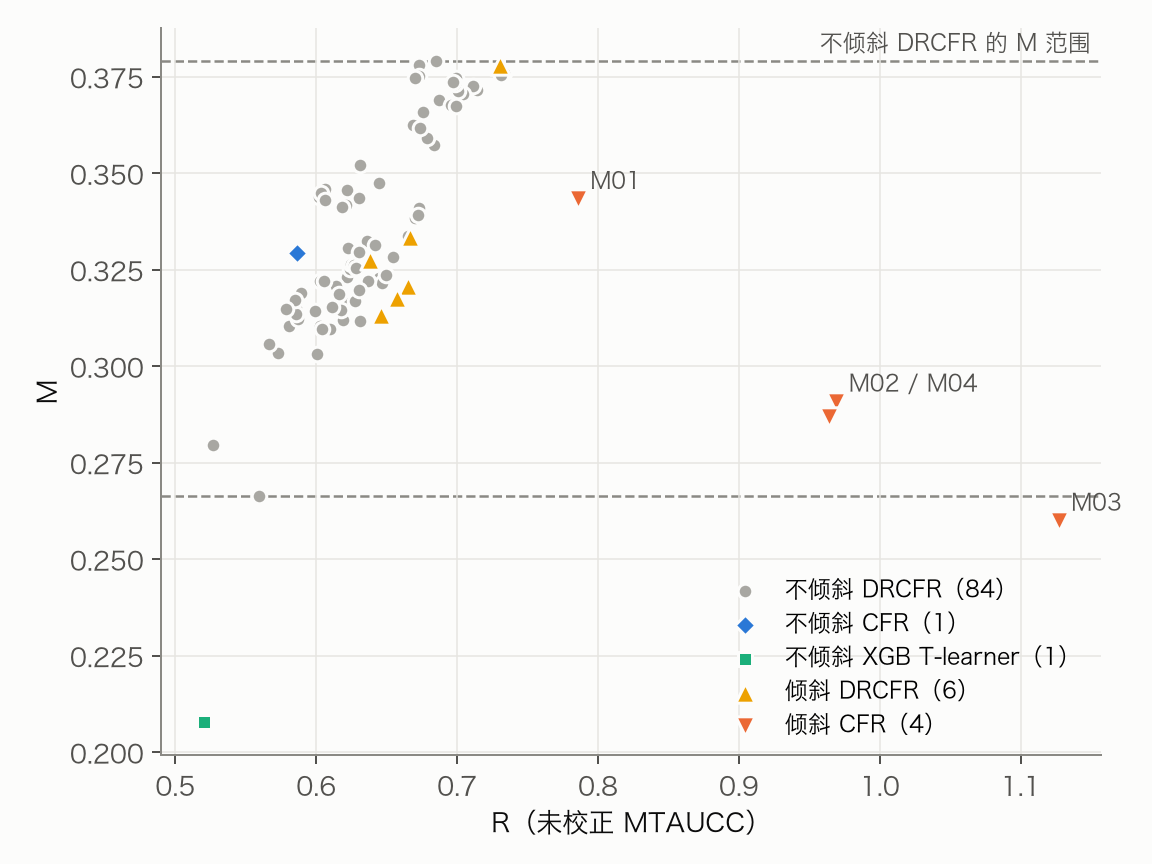 不倾斜 DRCFR 的 M 范围
0.375
0.350
0.325
0.300
0.275
0.250
0.225
0.200
M
M01
M02 / M04
M03
不倾斜 DRCFR（84）
不倾斜 CFR（1）
不倾斜 XGB T-learner（1）
倾斜 DRCFR（6）
倾斜 CFR（4）
0.5 0.6 0.7 0.8 0.9 1.0 1.1
R（未校正 MTAUCC）